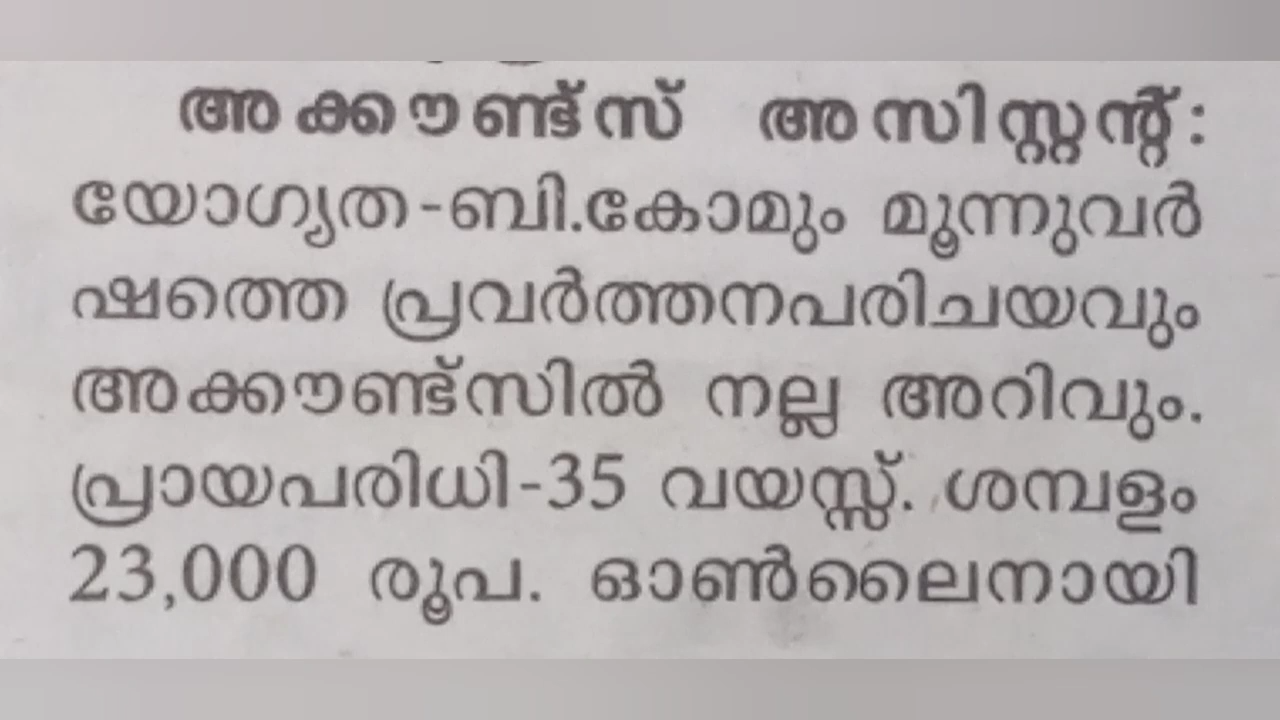 അക്കൗണ്ട്സ് അസിസ്റ്റന്റ്:
യോഗ്യത-ബി.കോമും മൂന്നുവർ
ഷത്തെ പ്രവർത്തനപരിചയവും
അക്കൗണ്ട്സിൽ നല്ല അറിവും.
പ്രായപരിധി-35 വയസ്സ്. ശമ്പളം
23,000 രൂപ. ഓൺലൈനായി